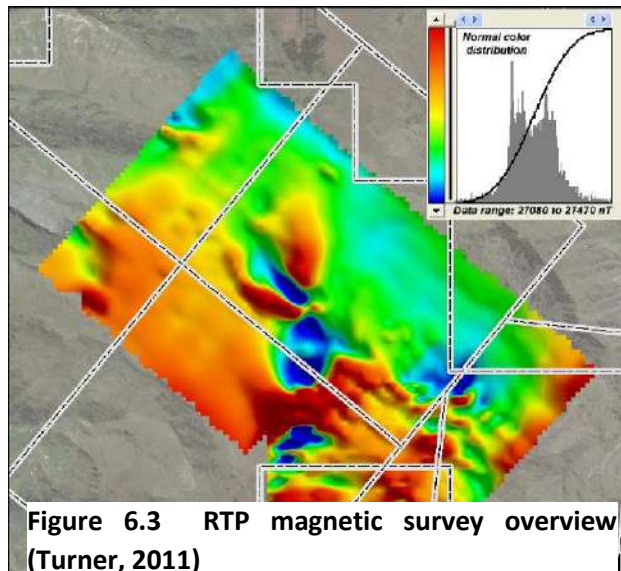 Normal color
distribution
Data range: 27080 to 27470 nT
Figure 6.3 RTP magnetic survey overview
(Turner, 2011)